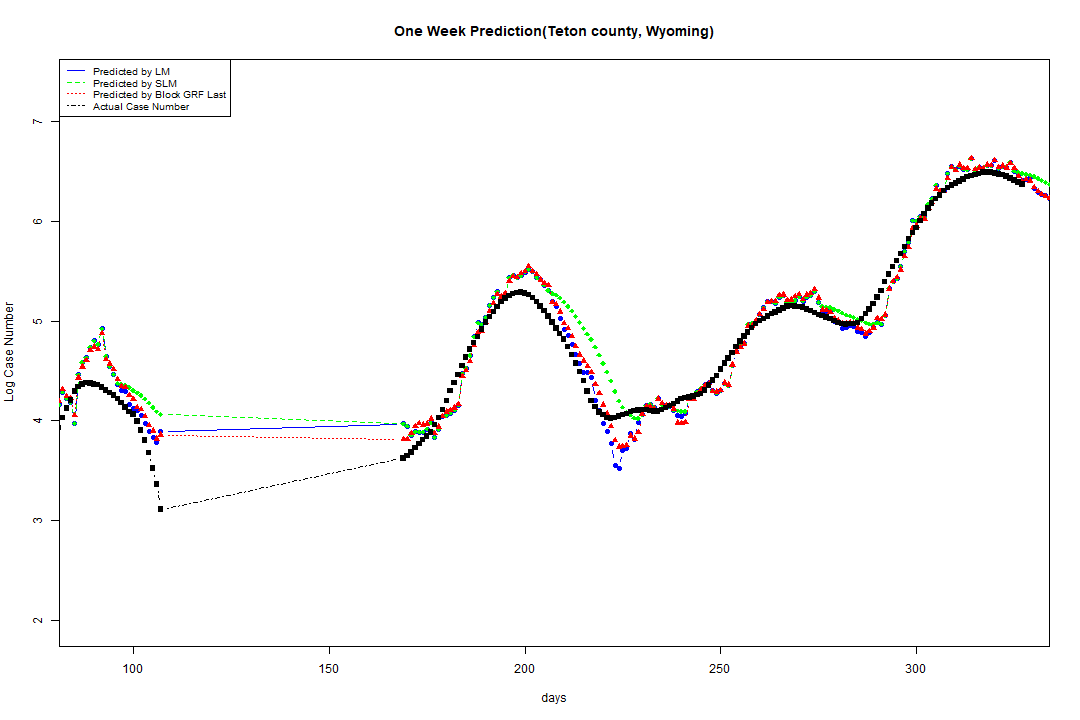 One Week Prediction(Teton county, Wyoming)
Predicted by LM
Predicted by SLM
Predicted by Block GRF Last
Actual Case Number
7
6
5
4
3
2
Log Case Number
100
150
200
250
300
days